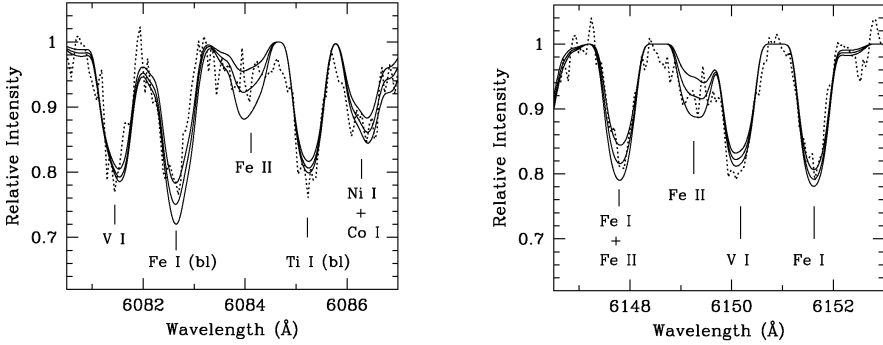 Relative Intensity
1
0.9
0.8
0.7
V I
Fe I (bl)
Fe II
Ti I (bl)
Ni I
+
Co I
6082
6084
6086
Wavelength (Å)
Relative Intensity
1
0.9
0.8
0.7
Fe I
+
Fe II
Fe II
V I
Fe I
6148
6150
6152
Wavelength (Å)